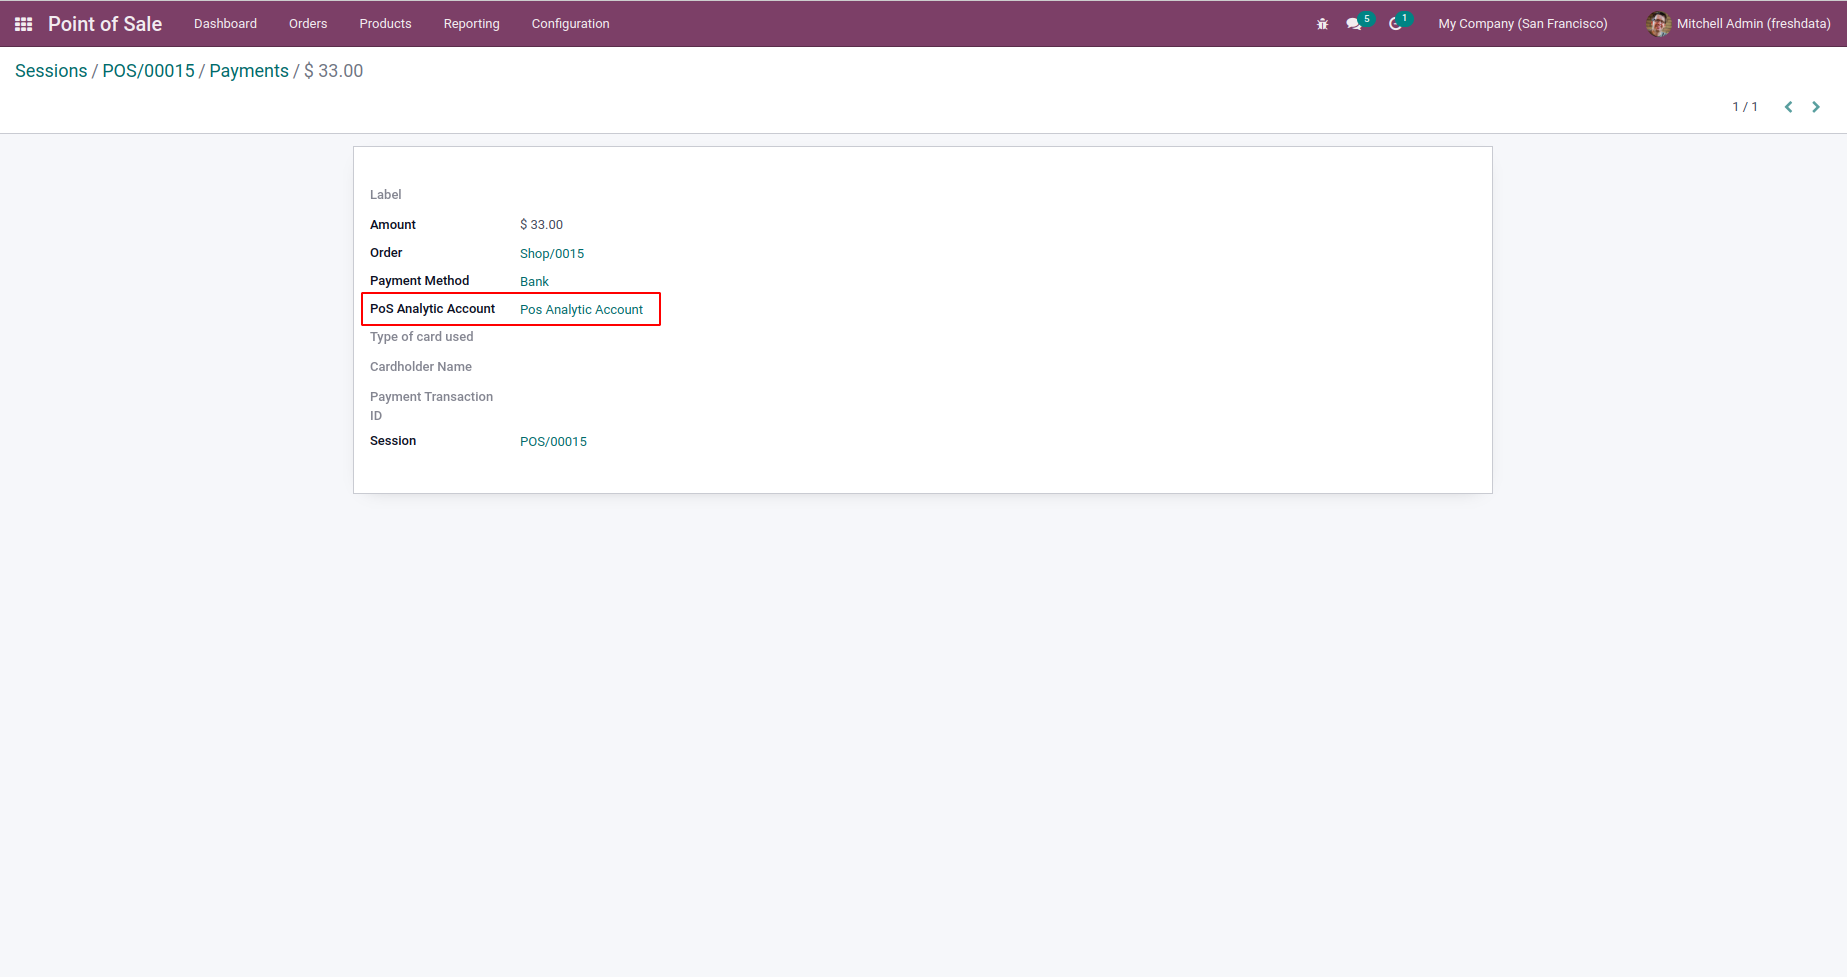 Point of Sale Dashboard Orders Products Reporting Configuration 5 1 My Company (San Francisco) Mitchell Admin (freshdata)
Sessions / POS/00015 / Payments / $ 33.00
1 / 1
Label
Amount $ 33.00
Order Shop/0015
Payment Method Bank
PoS Analytic Account Pos Analytic Account
Type of card used
Cardholder Name
Payment Transaction
ID
Session POS/00015